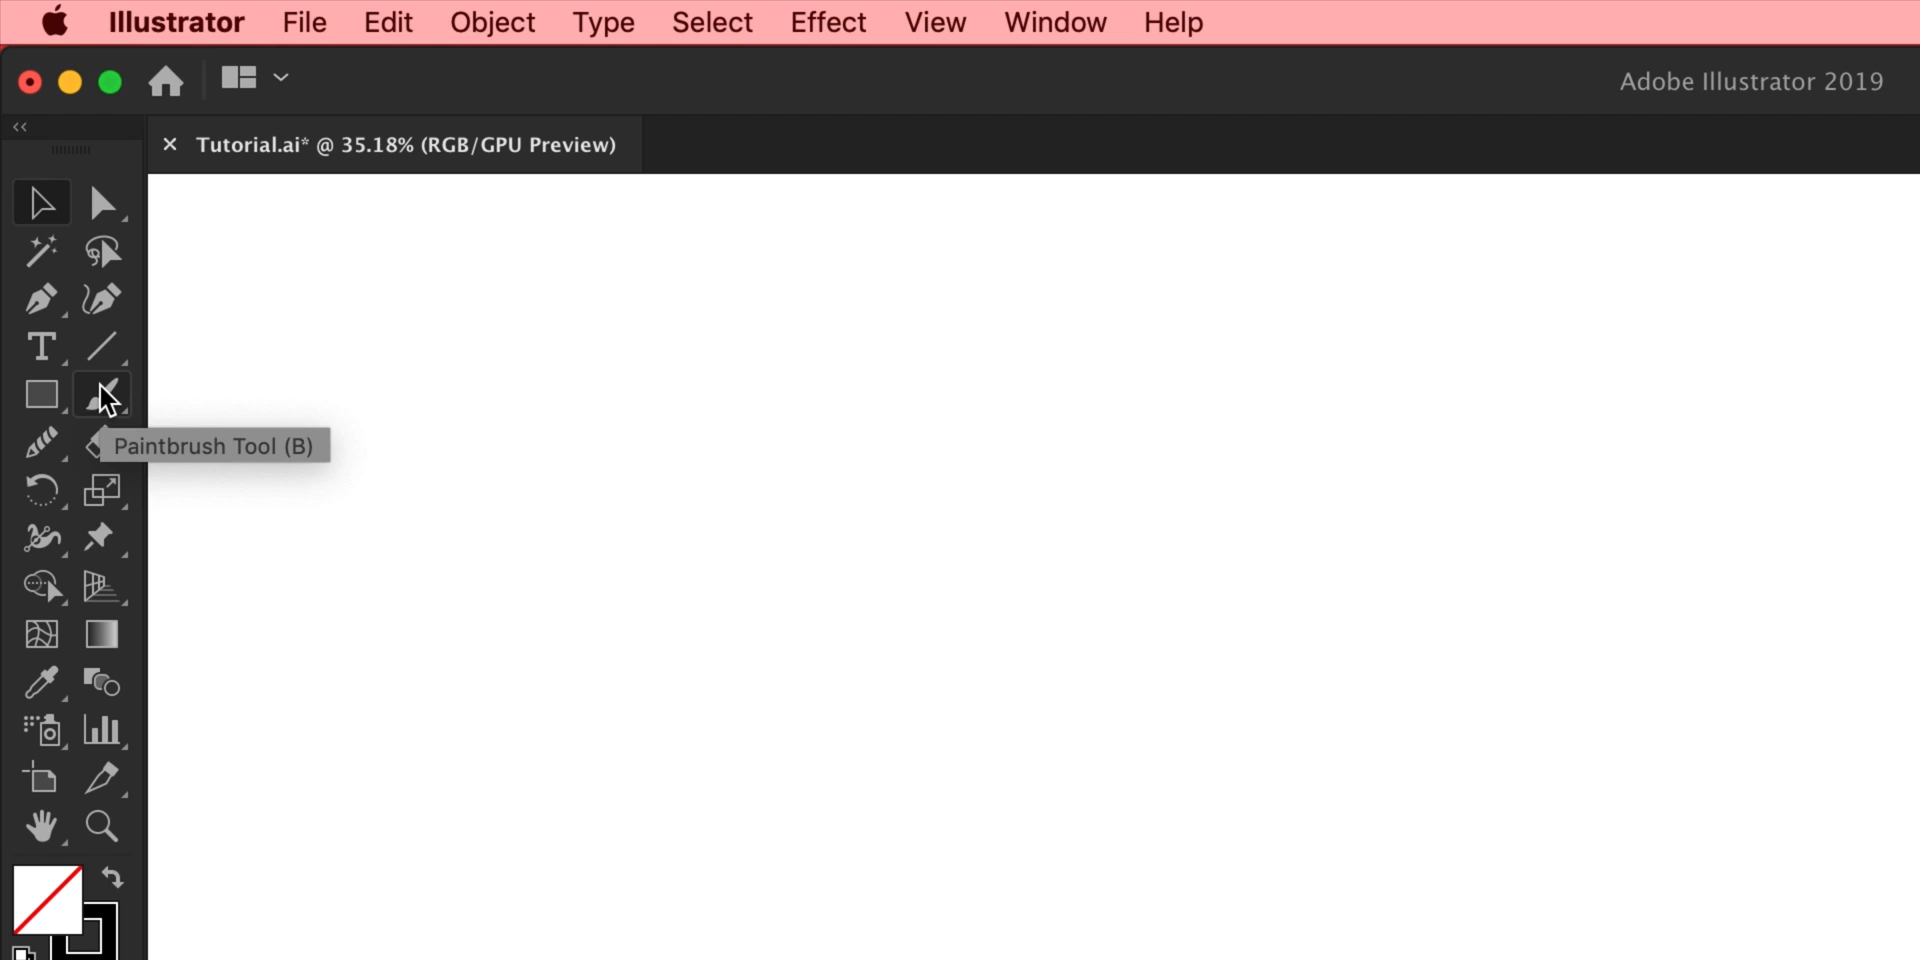 Illustrator File Edit Object Type Select Effect View Window Help
Adobe Illustrator 2019
Tutorial.ai* @ 35.18% (RGB/GPU Preview)
Paintbrush Tool (B)